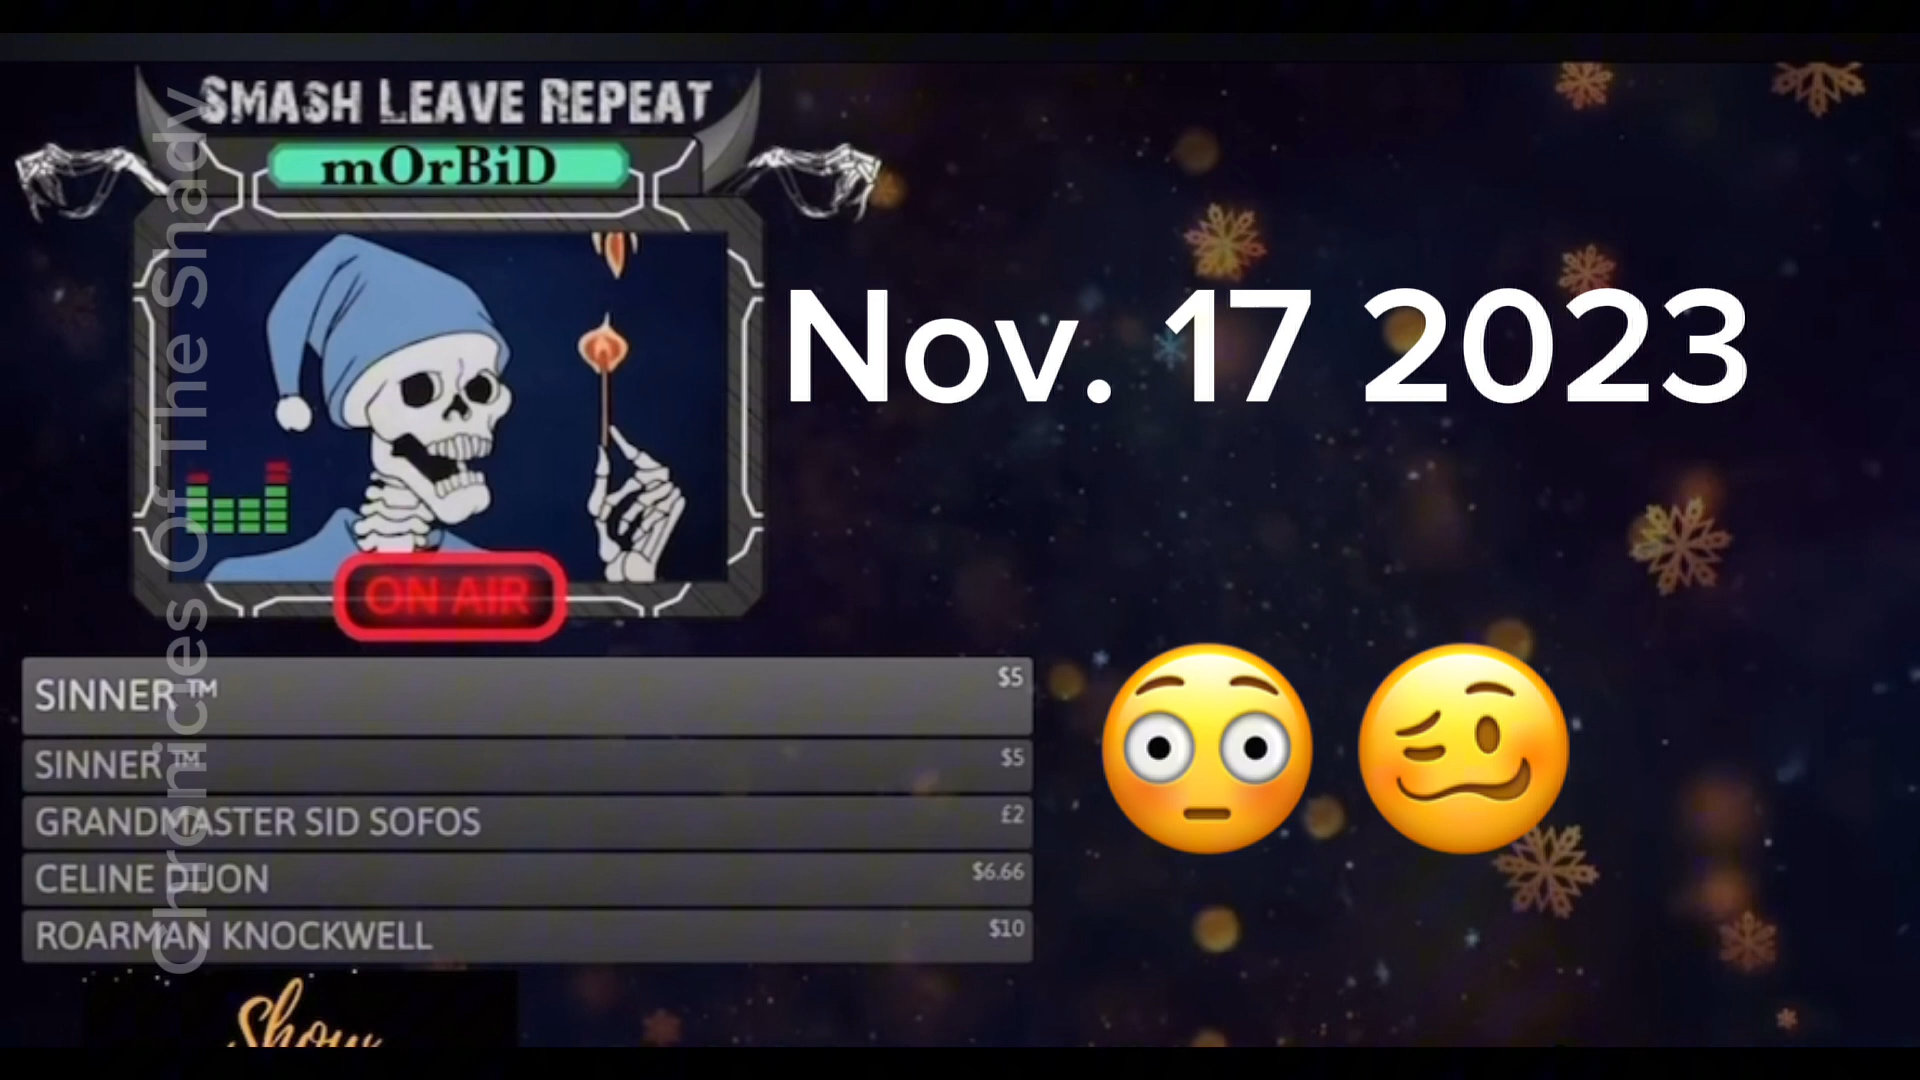 SMASH LEAVE REPEAT
mOrBiD
Nov. 17 2023
ON AIR
SINNER ™ $5
SINNER ™ $5
GRANDMASTER SID SOFOS £2
CELINE DIJON $6.66
ROARMAN KNOCKWELL $10
Show
Chronicles Of The Shady